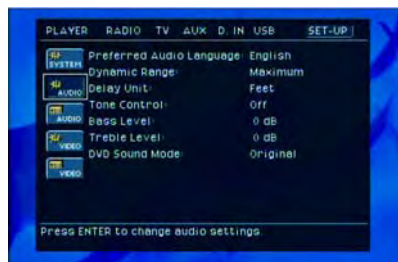 PLAYER RADIO TV AUX D. IN USB SET-UP
SYSTEM
Preferred Audio Language: English
Dynamic Range: Maximum
AUDIO
Delay Unit: Feet
Tone Control: Off
AUDIO
Bass Level: 0 dB
Treble Level: 0 dB
VIDEO
DVD Sound Mode: Original
VIDEO
Press ENTER to change audio settings.